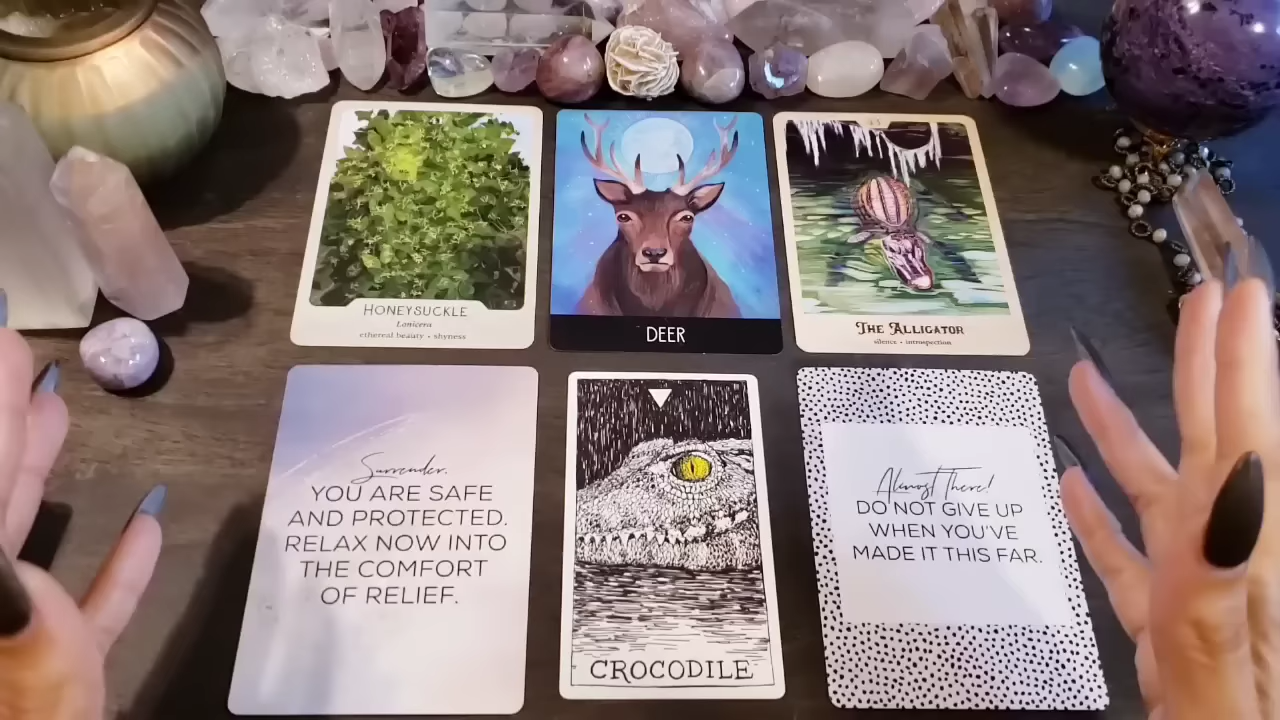 HONEYSUCKLE
Lonicera
ethereal beauty • shyness
DEER
THE ALLIGATOR
silence • introspection
Surrender.
YOU ARE SAFE
AND PROTECTED.
RELAX NOW INTO
THE COMFORT
OF RELIEF.
CROCODILE
Almost There!
DO NOT GIVE UP
WHEN YOU'VE
MADE IT THIS FAR.